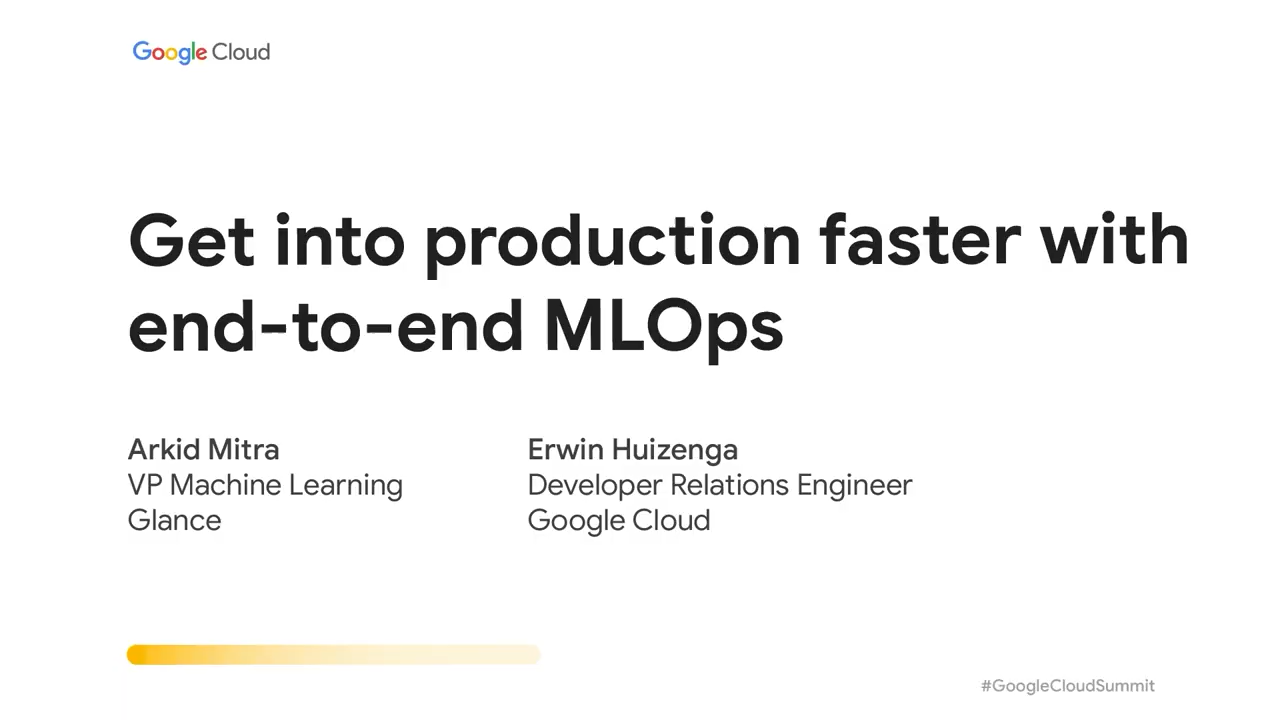 Google Cloud
Get into production faster with
end-to-end MLOps
Arkid Mitra
VP Machine Learning
Glance
Erwin Huizenga
Developer Relations Engineer
Google Cloud
#GoogleCloudSummit